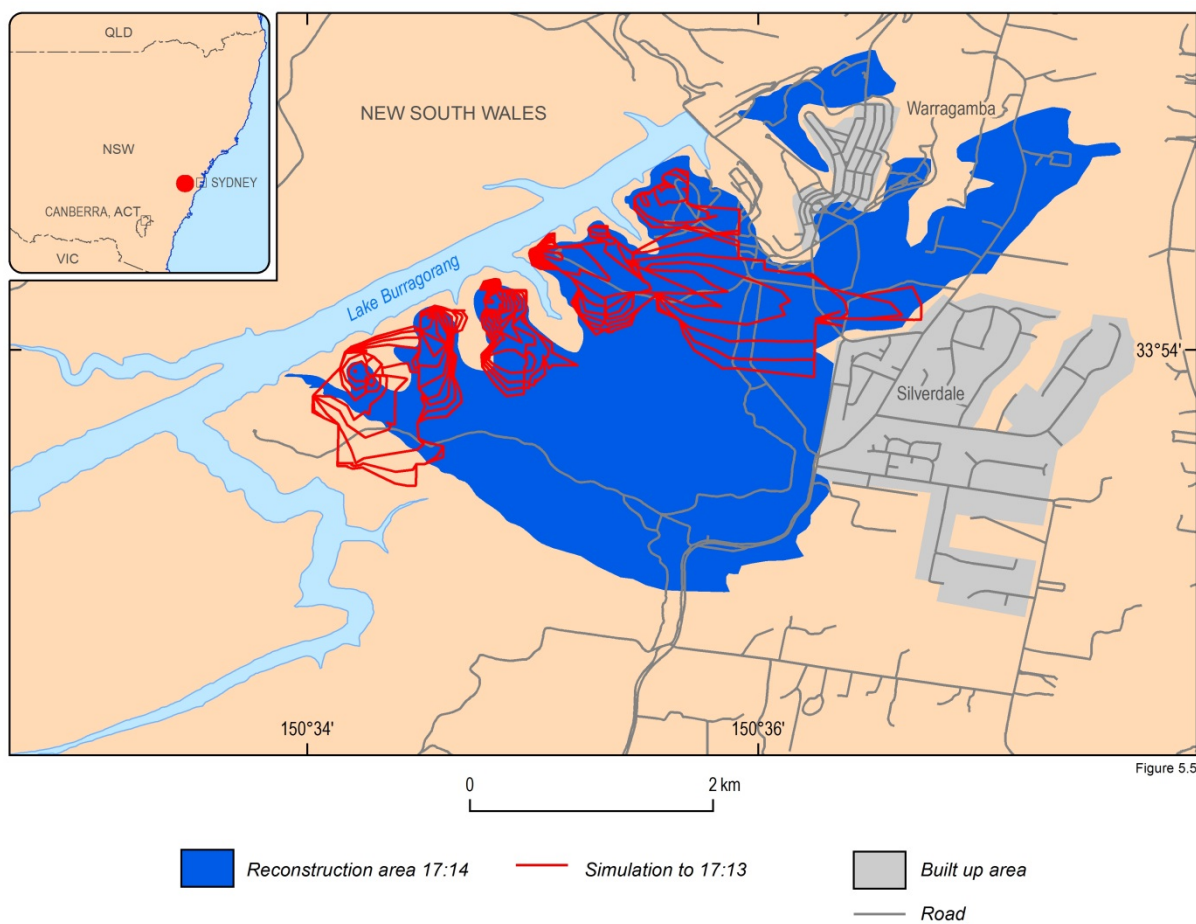 QLD
NSW
SYDNEY
CANBERRA, ACT
VIC
NEW SOUTH WALES
Warragamba
Lake Burragorang
33°54'
Silverdale
150°34'
150°36'
Figure 5.5
0
2 km
Reconstruction area 17:14
Simulation to 17:13
Built up area
Road